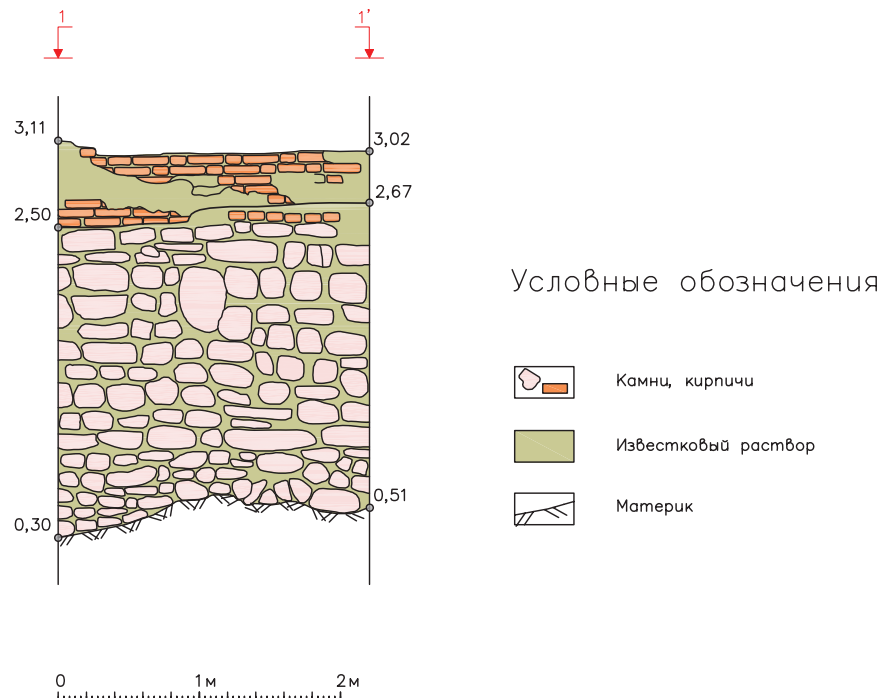 1 1'
3,11
3,02
2,67
2,50
Условные обозначения
Камни, кирпичи
Известковый раствор
0,51
Материк
0,30
0 1м 2м